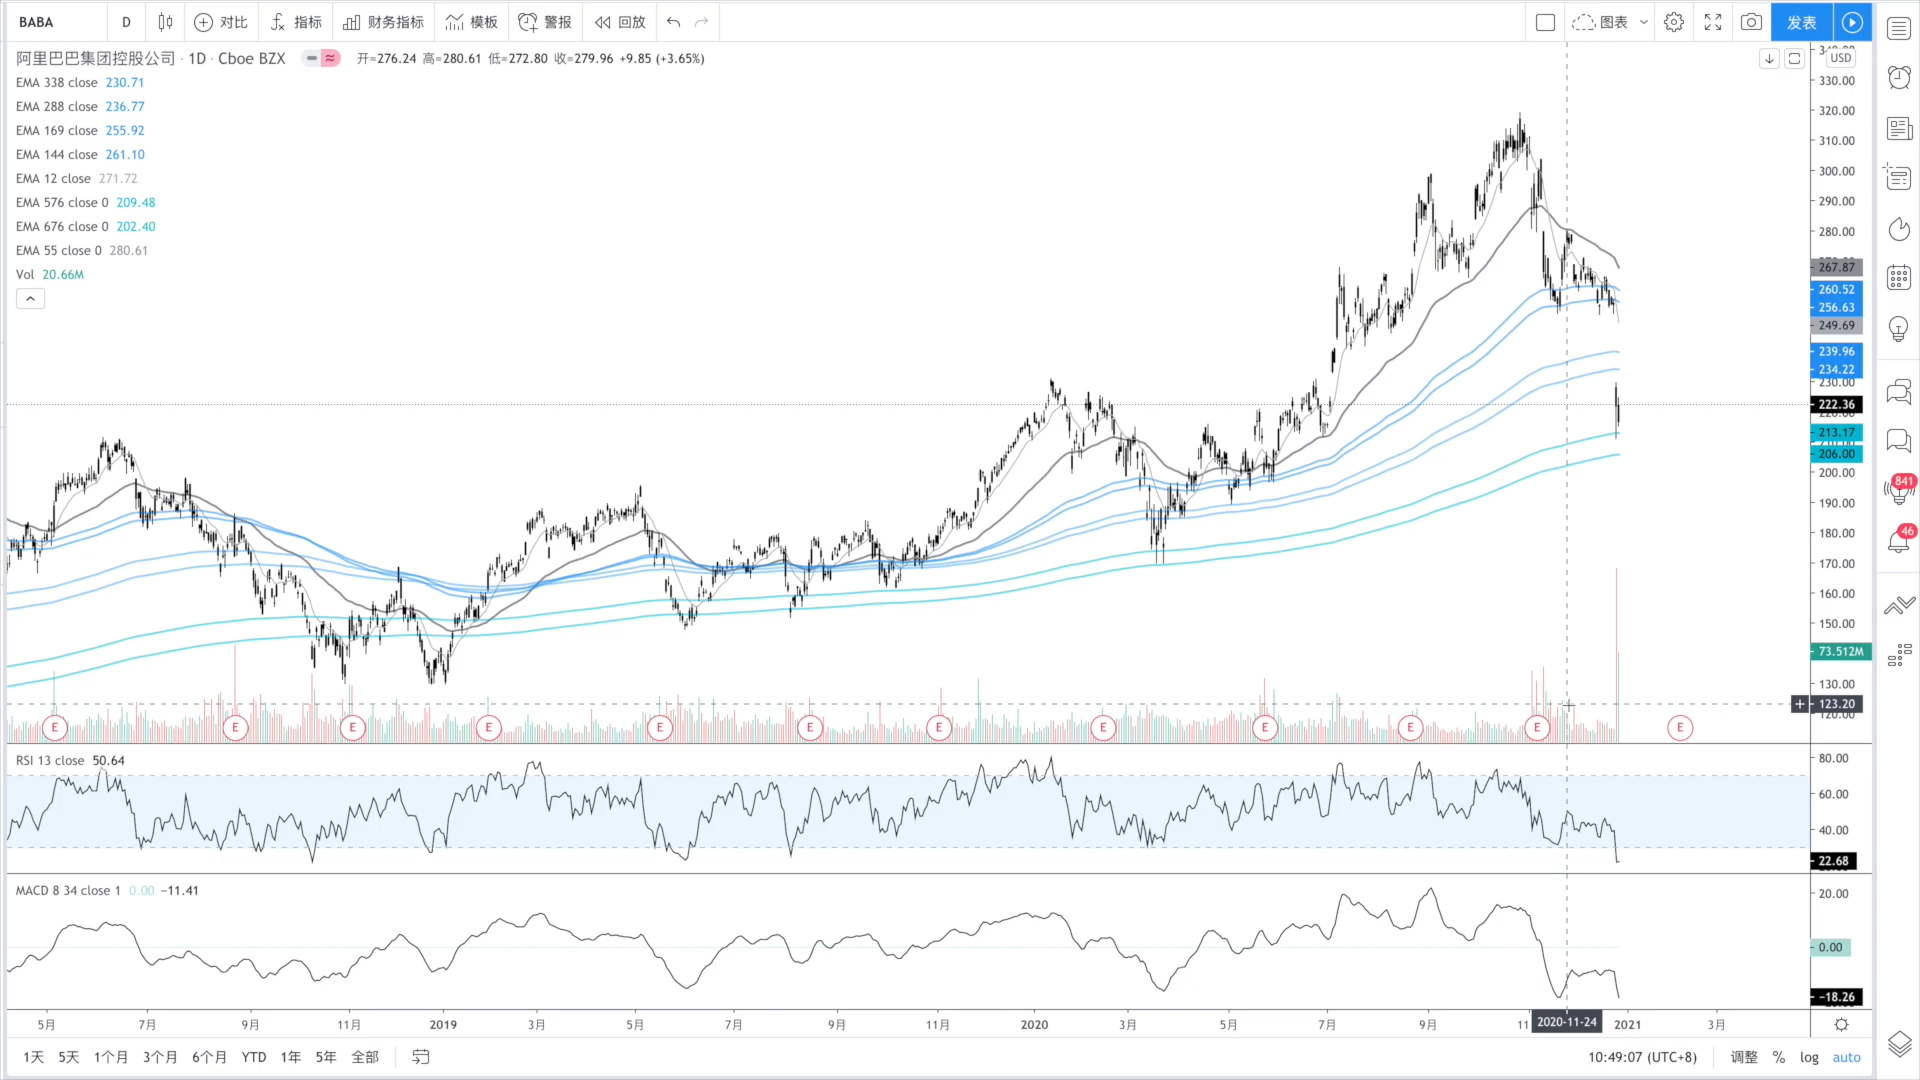 BABA D 对比 指标 财务指标 模板 警报 回放 图表 发表
阿里巴巴集团控股公司 · 1D · Cboe BZX 开=276.24 高=280.61 低=272.80 收=279.96 +9.85 (+3.65%)
EMA 338 close 230.71
EMA 288 close 236.77
EMA 169 close 255.92
EMA 144 close 261.10
EMA 12 close 271.72
EMA 576 close 0 209.48
EMA 676 close 0 202.40
EMA 55 close 0 280.61
Vol 20.66M
USD
330.00
320.00
310.00
300.00
290.00
280.00
267.87
260.52
256.63
249.69
239.96
234.22
230.00
222.36
213.17
206.00
200.00
190.00
180.00
170.00
160.00
150.00
73.512M
130.00
123.20
120.00
841
46
E E E E E E E E E E E E
RSI 13 close 50.64
80.00
60.00
40.00
22.68
MACD 8 34 close 1 0.00 −11.41
20.00
0.00
−18.26
5月 7月 9月 11月 2019 3月 5月 7月 9月 11月 2020 3月 5月 7月 9月 11 2020-11-24 2021 3月
1天 5天 1个月 3个月 6个月 YTD 1年 5年 全部 10:49:07 (UTC+8) 调整 % log auto